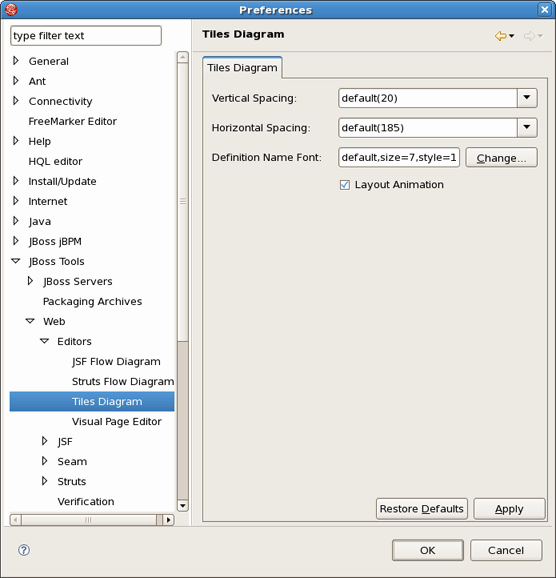 Preferences
type filter text
General
Ant
Connectivity
FreeMarker Editor
Help
HQL editor
Install/Update
Internet
Java
JBoss jBPM
JBoss Tools
JBoss Servers
Packaging Archives
Web
Editors
JSF Flow Diagram
Struts Flow Diagram
Tiles Diagram
Visual Page Editor
JSF
Seam
Struts
Verification
Tiles Diagram
Tiles Diagram
Vertical Spacing: default(20)
Horizontal Spacing: default(185)
Definition Name Font: default,size=7,style=1 Change...
Layout Animation
Restore Defaults Apply
? OK Cancel